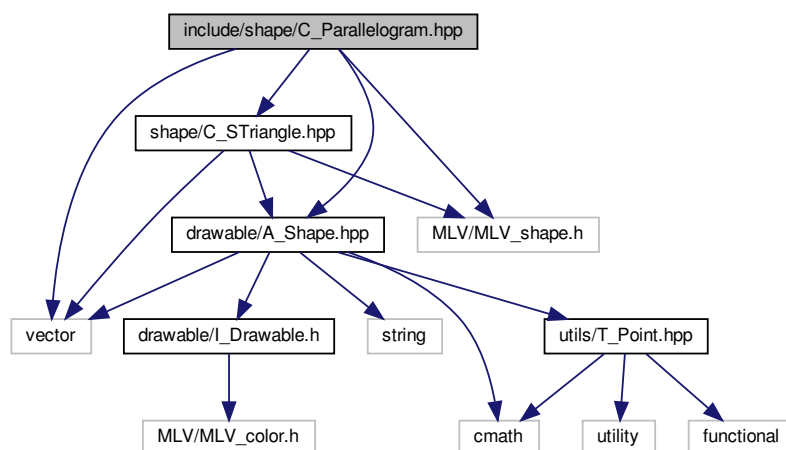 include/shape/C_Parallelogram.hpp
shape/C_STriangle.hpp
drawable/A_Shape.hpp
MLV/MLV_shape.h
vector
drawable/I_Drawable.h
string
utils/T_Point.hpp
MLV/MLV_color.h
cmath
utility
functional